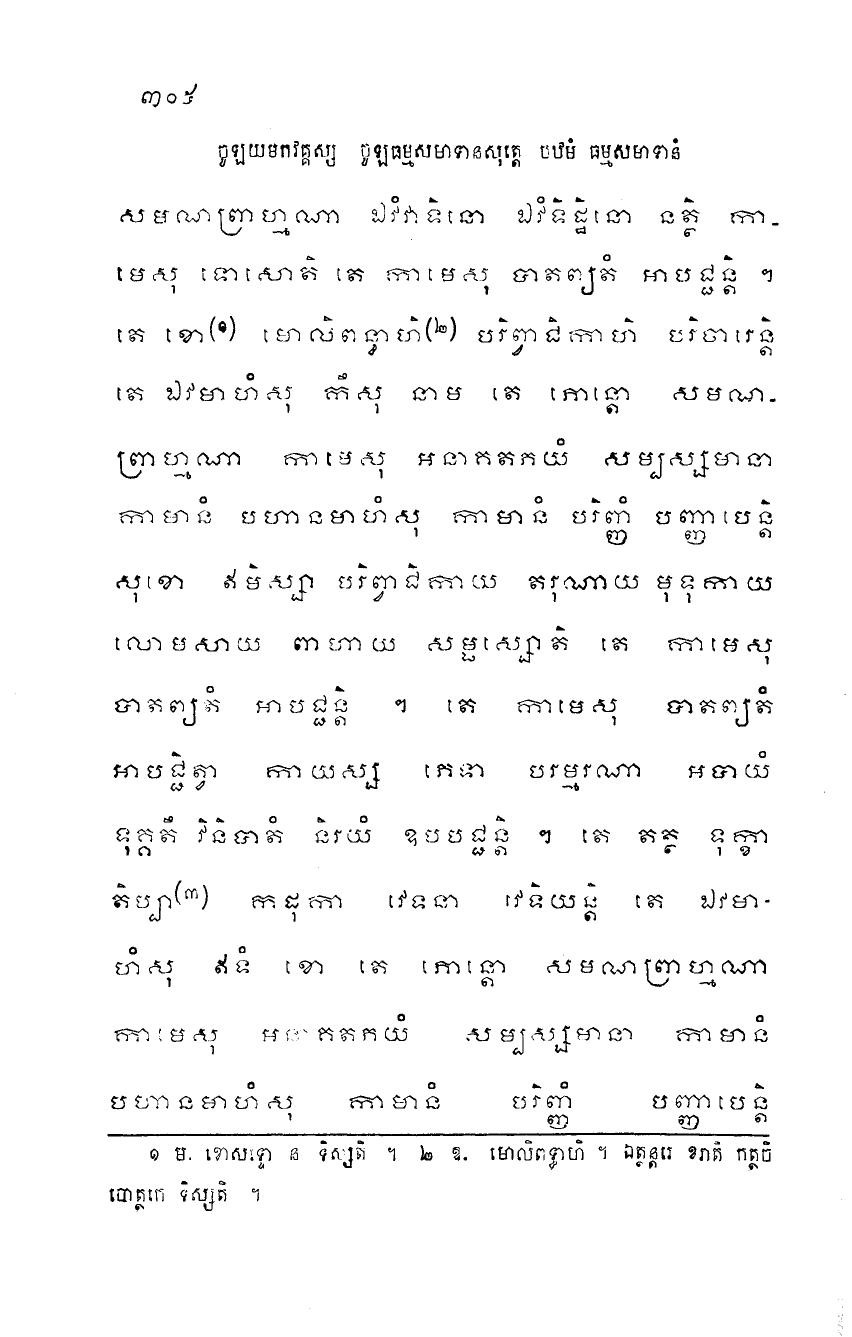 ៣០៥
ចូឡយមកវគ្គស្ស ចូឡធម្មសមាទានសុត្តេ បឋមំ ធម្មសមាទានំ
សមណព្រាហ្មណា ឯវំវាទិនោ ឯវំទិដ្ឋិនោ នត្ថិ កា-
មេសុ ទោសោតិ តេ កាមេសុ បាតព្យតំ អាបជ្ជន្តិ ។
តេ ខោ(១) មោលិពន្ធាហិ(២) បរិព្វាជិកាហិ បរិចារេន្តិ
តេ ឯវមាហំសុ កឹសុ នាម តេ ភោន្តោ សមណ-
ព្រាហ្មណា កាមេសុ អនាគតភយំ សម្បស្សមានា
កាមានំ បហានមាហំសុ កាមានំ បរិញ្ញំ បញ្ញាបេន្តិ
សុខោ ឥមិស្សា បរិព្វាជិកាយ តរុណាយ មុទុកាយ
លោមសាយ ពាហាយ សម្ផស្សោតិ តេ កាមេសុ
បាតព្យតំ អាបជ្ជន្តិ ។ តេ កាមេសុ បាតព្យតំ
អាបជ្ជិត្វា កាយស្ស ភេទា បរម្មរណា អបាយំ
ទុគ្គតឹ វិនិបាតំ និរយំ ឧបបជ្ជន្តិ ។ តេ តត្ថ ទុក្ខា
តិប្បា(៣) កដុកា វេទនា វេទិយន្តិ តេ ឯវមា-
ហំសុ ឥទំ ខោ តេ ភោន្តោ សមណព្រាហ្មណា
កាមេសុ អនាគតភយំ សម្បស្សមានា កាមានំ
បហានមាហំសុ កាមានំ បរិញ្ញំ បញ្ញាបេន្តិ
១ ម. ខោសទ្ទោ ន ទិស្សតិ ។ ២ ឱ. មោលិពទ្ធាហិ ។ ឯត្ថន្តរេ ខរាតិ កត្ថចិ
បោត្ថកេ ទិស្សតិ ។